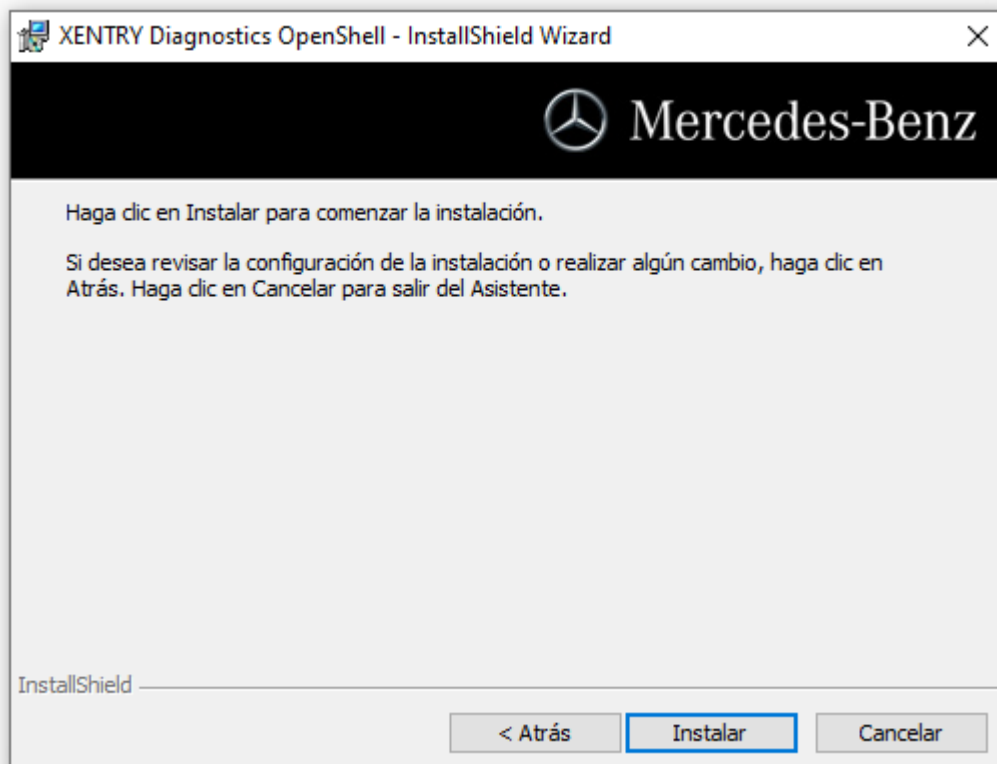 XENTRY Diagnostics OpenShell - InstallShield Wizard
Mercedes-Benz
Haga clic en Instalar para comenzar la instalación.
Si desea revisar la configuración de la instalación o realizar algún cambio, haga clic en
Atrás. Haga clic en Cancelar para salir del Asistente.
InstallShield
< Atrás
Instalar
Cancelar